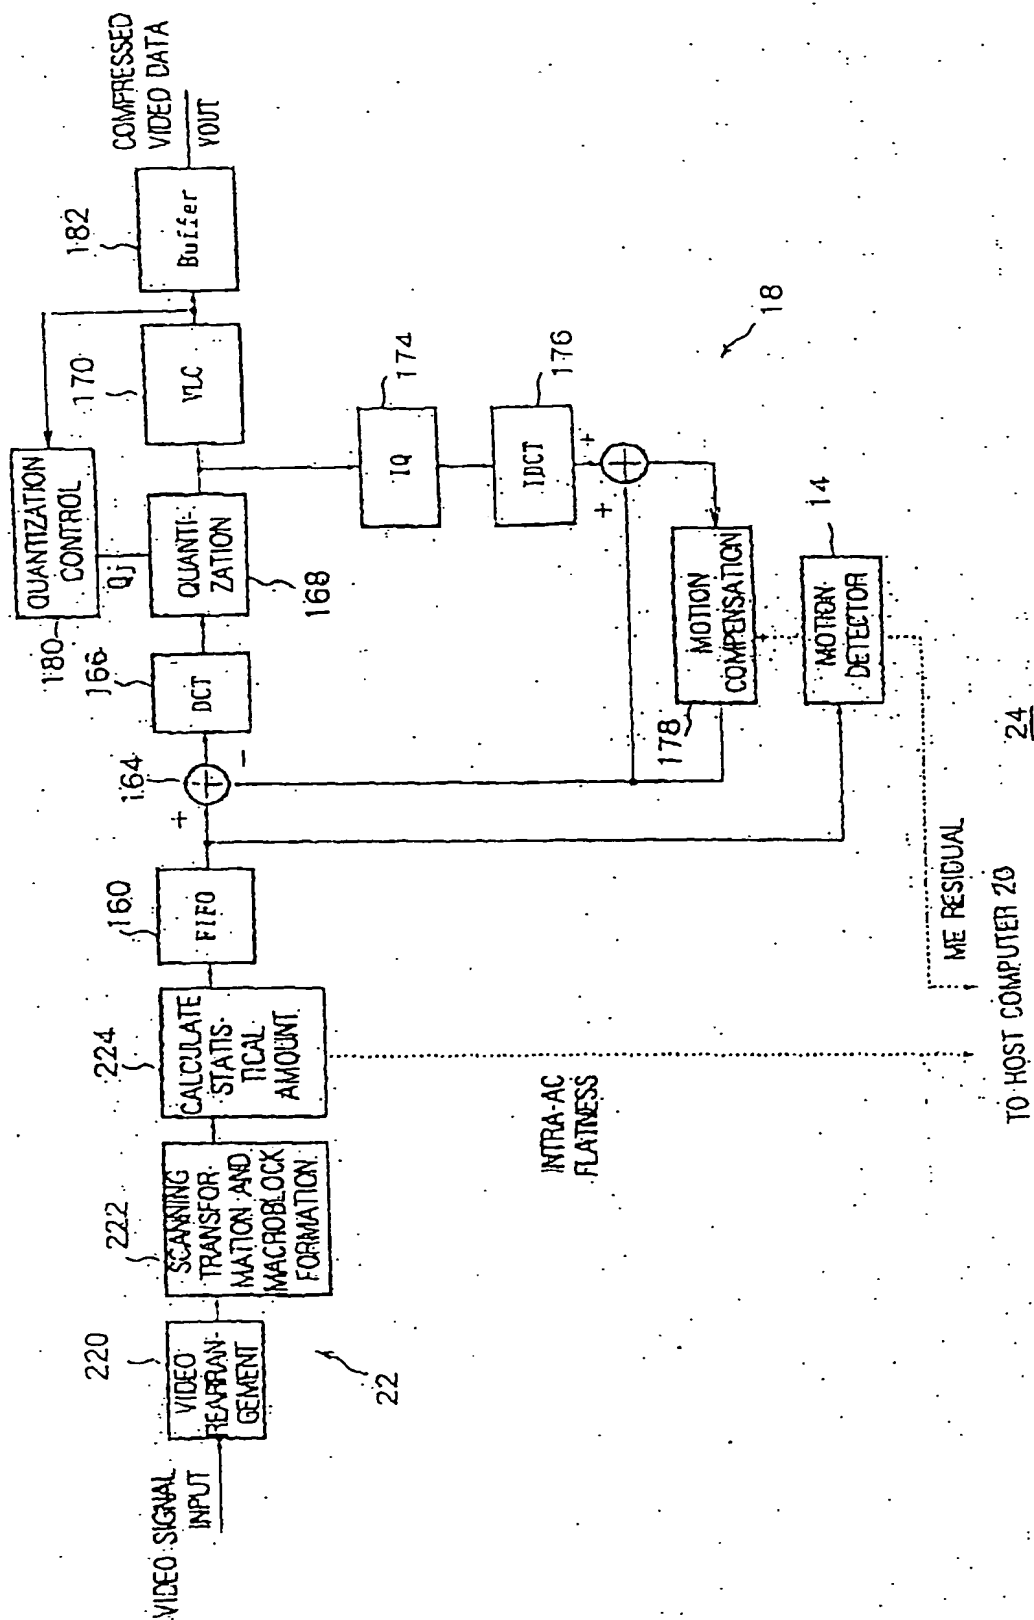 VIDEO SIGNAL
INPUT
220
VIDEO
REARRAN-
GEMENT
22
222
SCANNING
TRANSFOR-
MATION AND
MACROBLOCK
FORMATION
224
CALCULATE
STATIS-
TICAL
AMOUNT
INTRA-AC
FLATNESS
160
FIFO
164
+
-
166
DCT
180
QUANTIZATION
CONTROL
Qj
QUANTI-
ZATION
168
170
VLC
182
Buffer
COMPRESSED
VIDEO DATA
VOUT
IQ
174
IDCT
176
+
+
18
MOTION
COMPENSATION
178
MOTION
DETECTOR
14
ME RESIDUAL
TO HOST COMPUTER 20
24